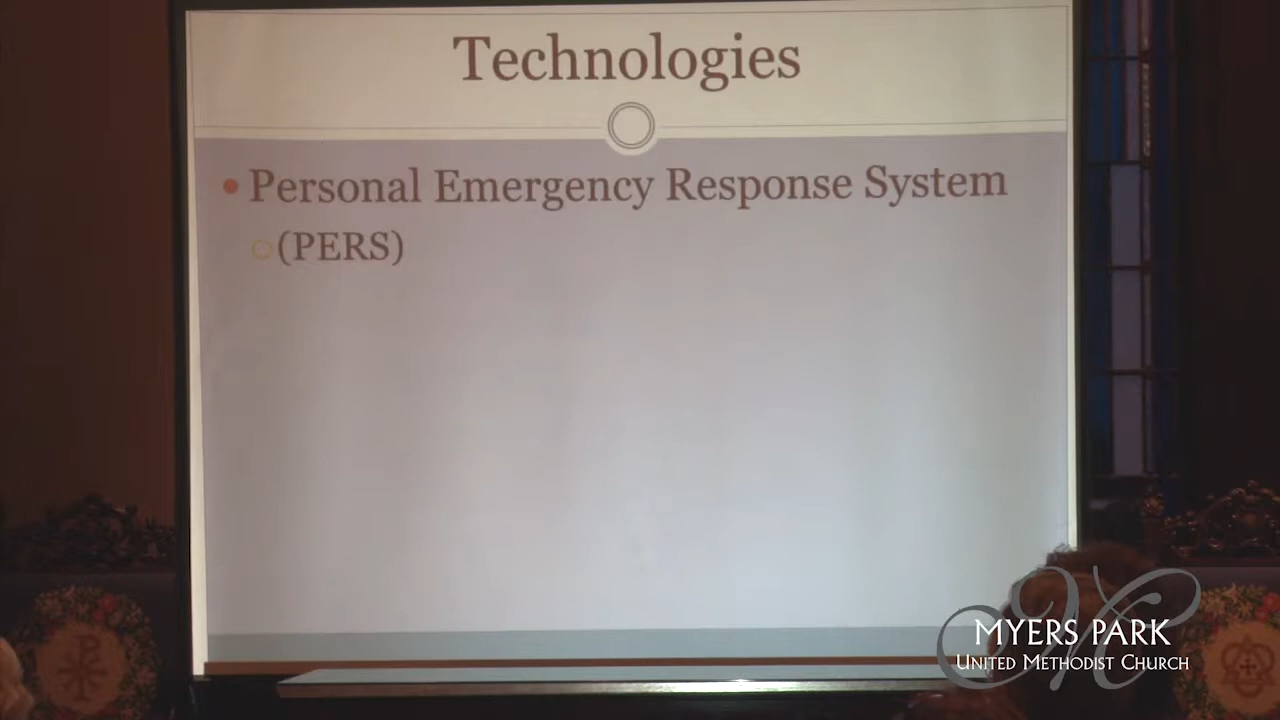 Technologies
Personal Emergency Response System
(PERS)
MYERS PARK
UNITED METHODIST CHURCH